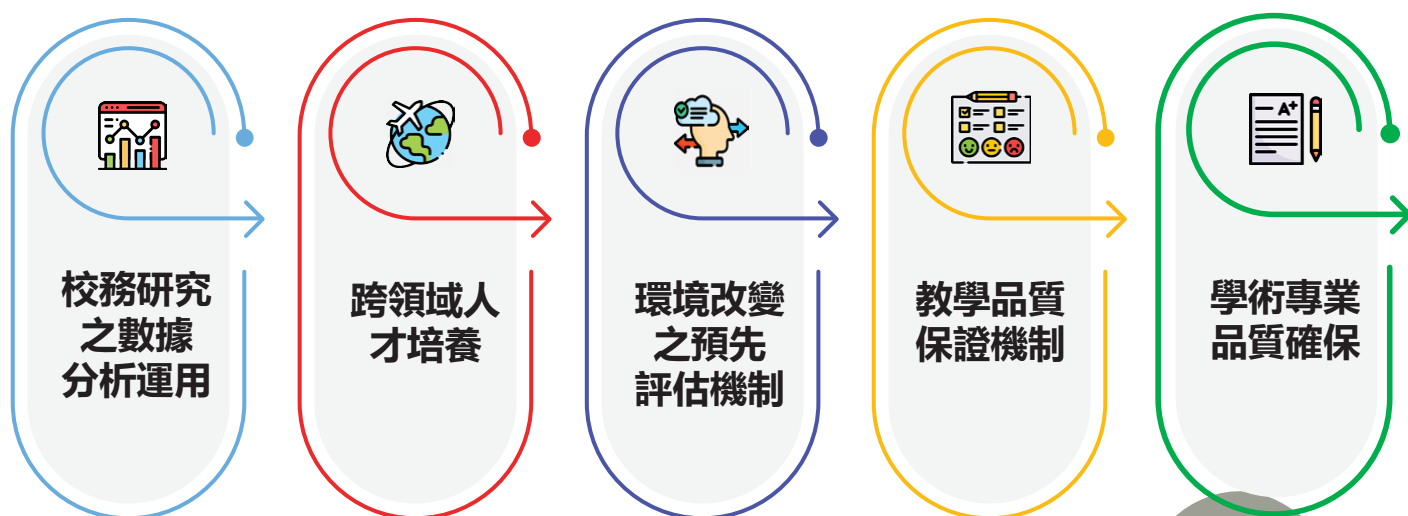 校務研究
之數據
分析運用
跨領域人
才培養
環境改變
之預先
評估機制
教學品質
保證機制
A+
學術專業
品質確保